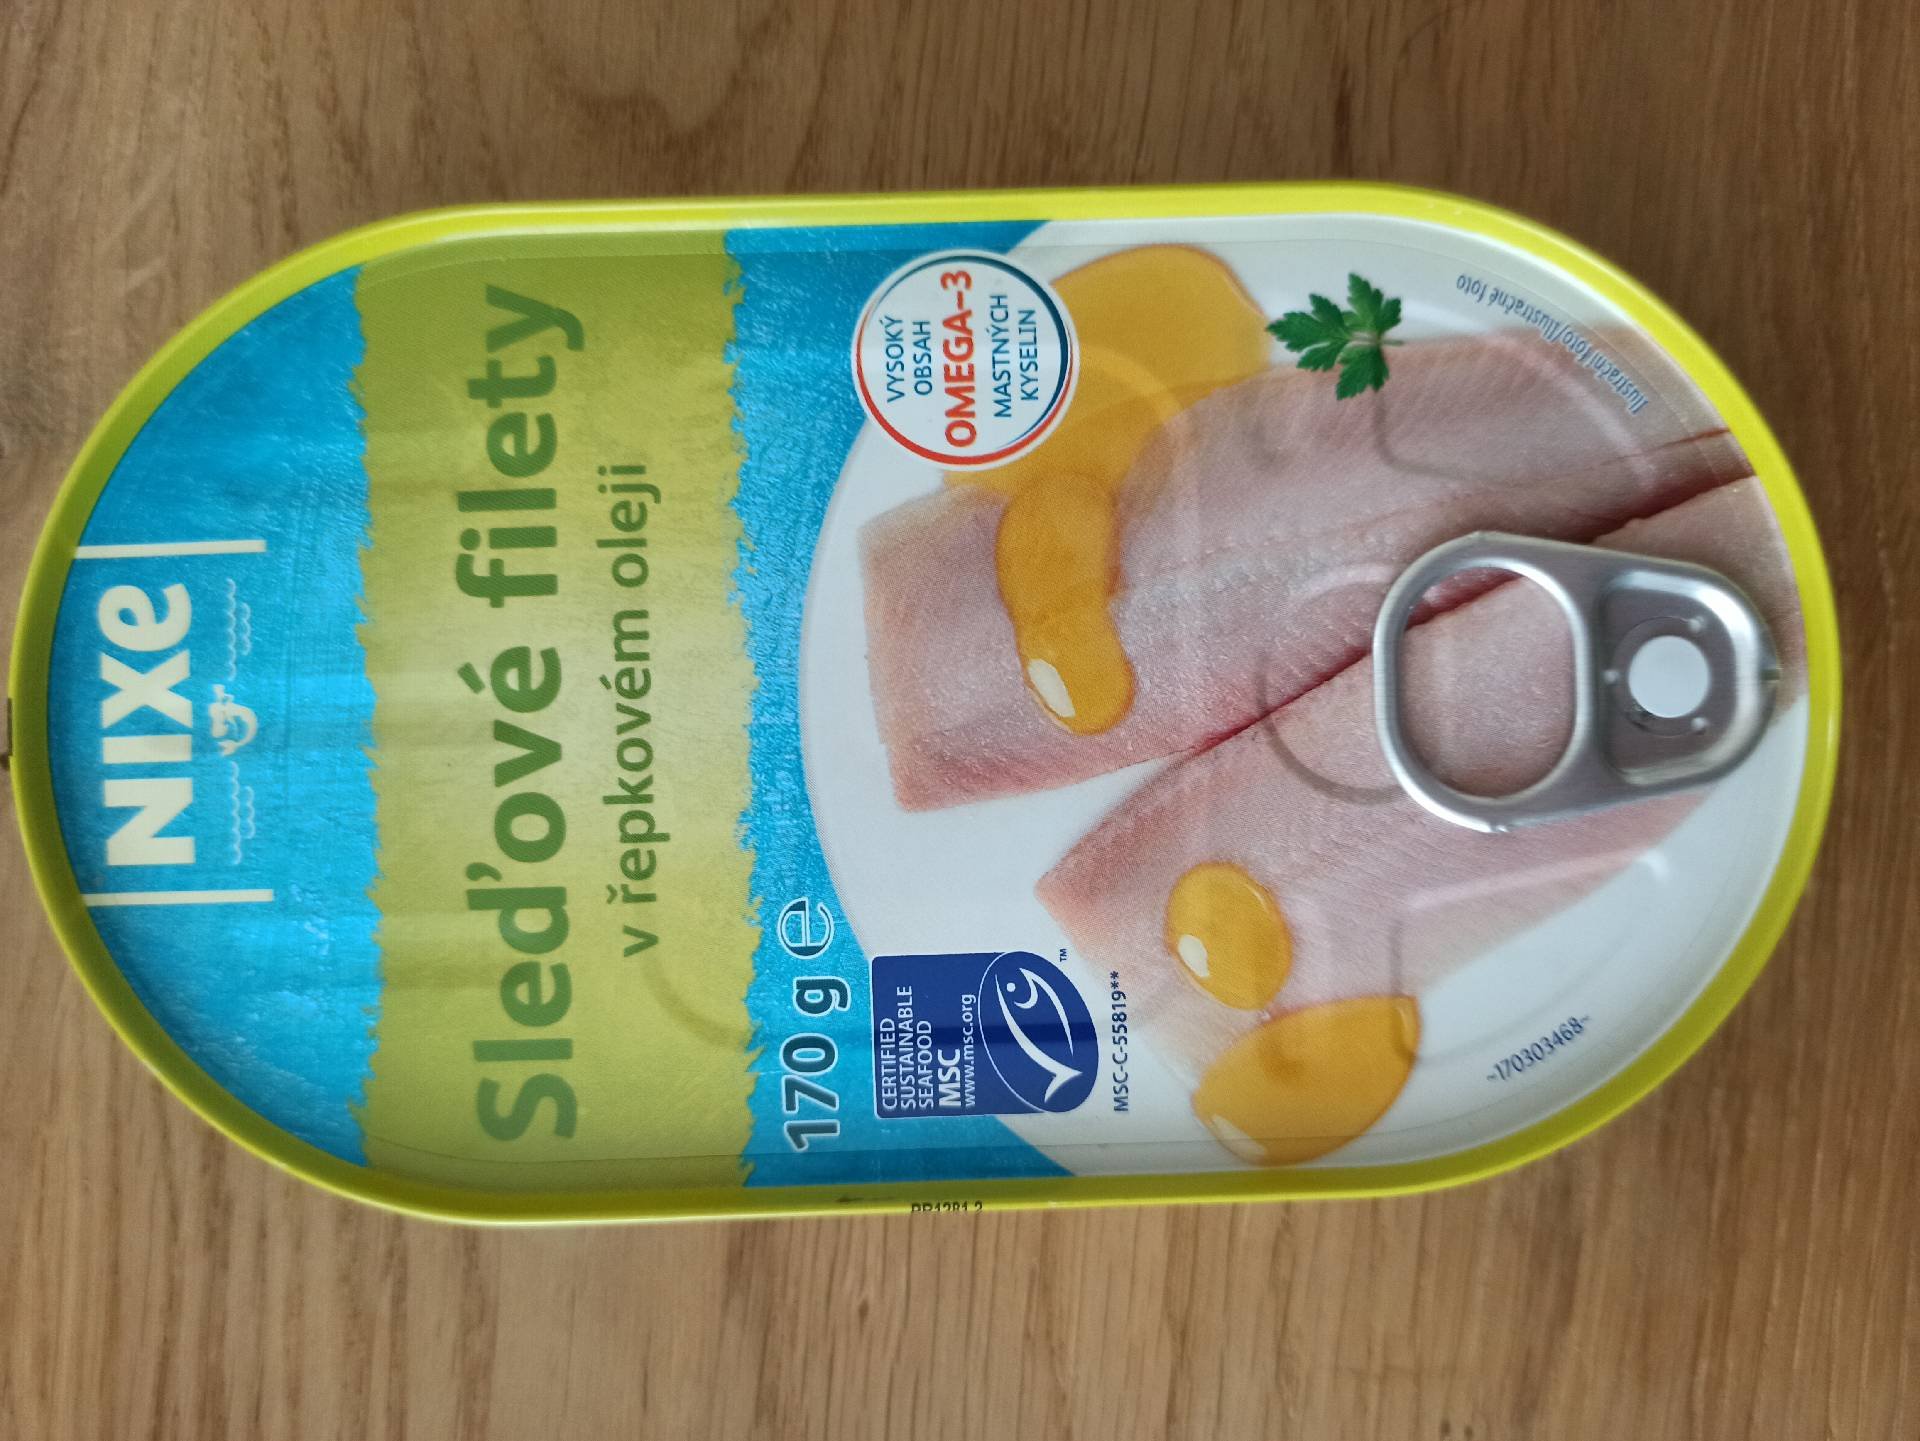 NIXE
Sleďové filety
v řepkovém oleji
170 g e
VYSOKÝ
OBSAH
OMEGA-3
MASTNÝCH
KYSELIN
CERTIFIED
SUSTAINABLE
SEAFOOD
MSC
www.msc.org
TM
MSC-C-55819**
~170303468~
Ilustrační foto/Ilustračné foto